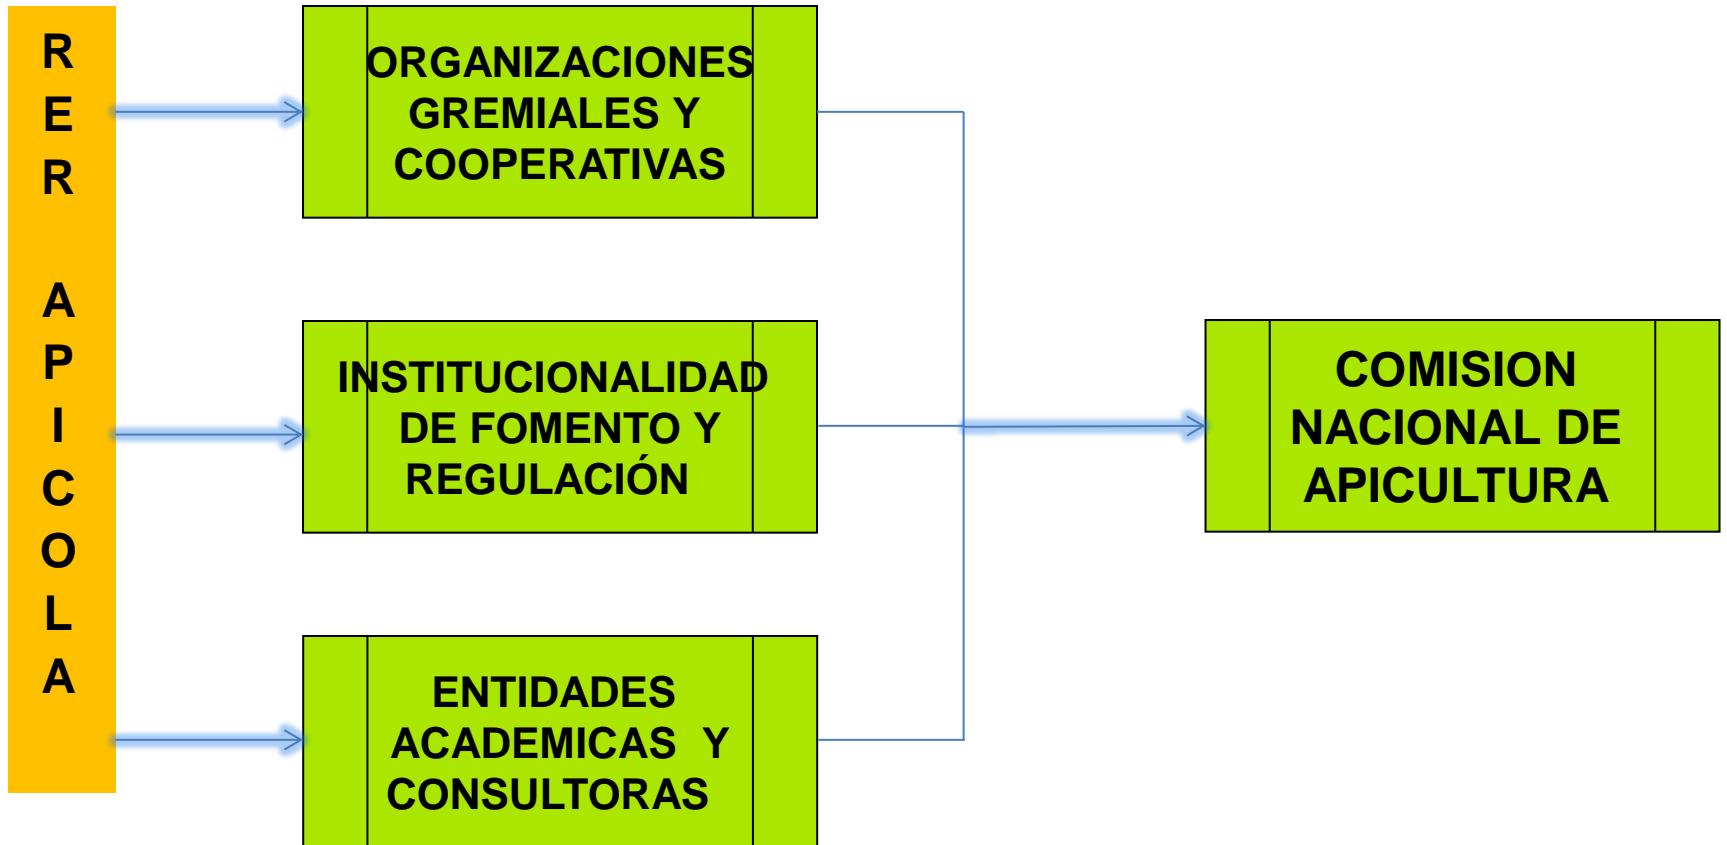 R
E
R
A
P
I
C
O
L
A
ORGANIZACIONES
GREMIALES Y
COOPERATIVAS
INSTITUCIONALIDAD
DE FOMENTO Y
REGULACIÓN
ENTIDADES
ACADEMICAS Y
CONSULTORAS
COMISION
NACIONAL DE
APICULTURA